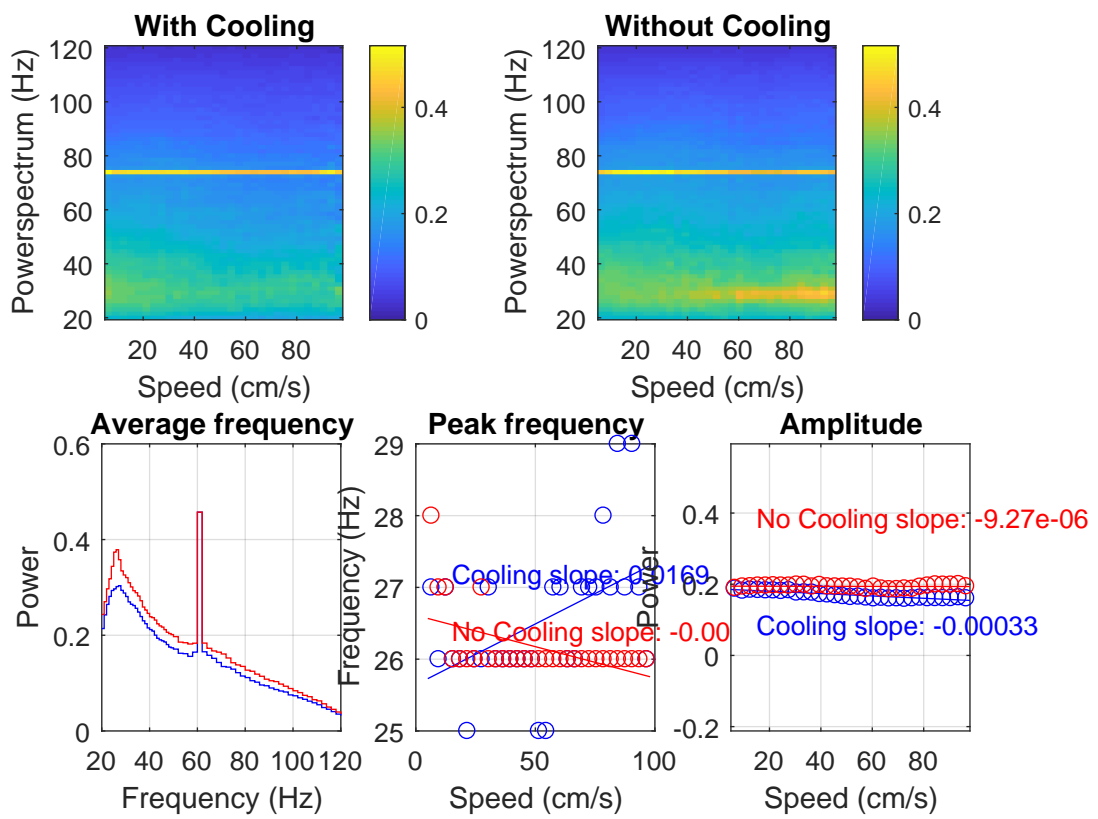 With Cooling
Without Cooling
Powerspectrum (Hz)
120
100
80
60
40
20
20 40 60 80
Speed (cm/s)
0.4
0.2
0
Powerspectrum (Hz)
120
100
80
60
40
20
20 40 60 80
Speed (cm/s)
0.4
0.2
0
Average frequency
Power
0.6
0.4
0.2
0
20 40 60 80 100 120
Frequency (Hz)
Peak frequency
Frequency (Hz)
29
28
27
26
25
Cooling slope: 0.0169
No Cooling slope: -0.00
0 50 100
Speed (cm/s)
Amplitude
Power
0.4
0.2
0
-0.2
No Cooling slope: -9.27e-06
Cooling slope: -0.00033
20 40 60 80
Speed (cm/s)